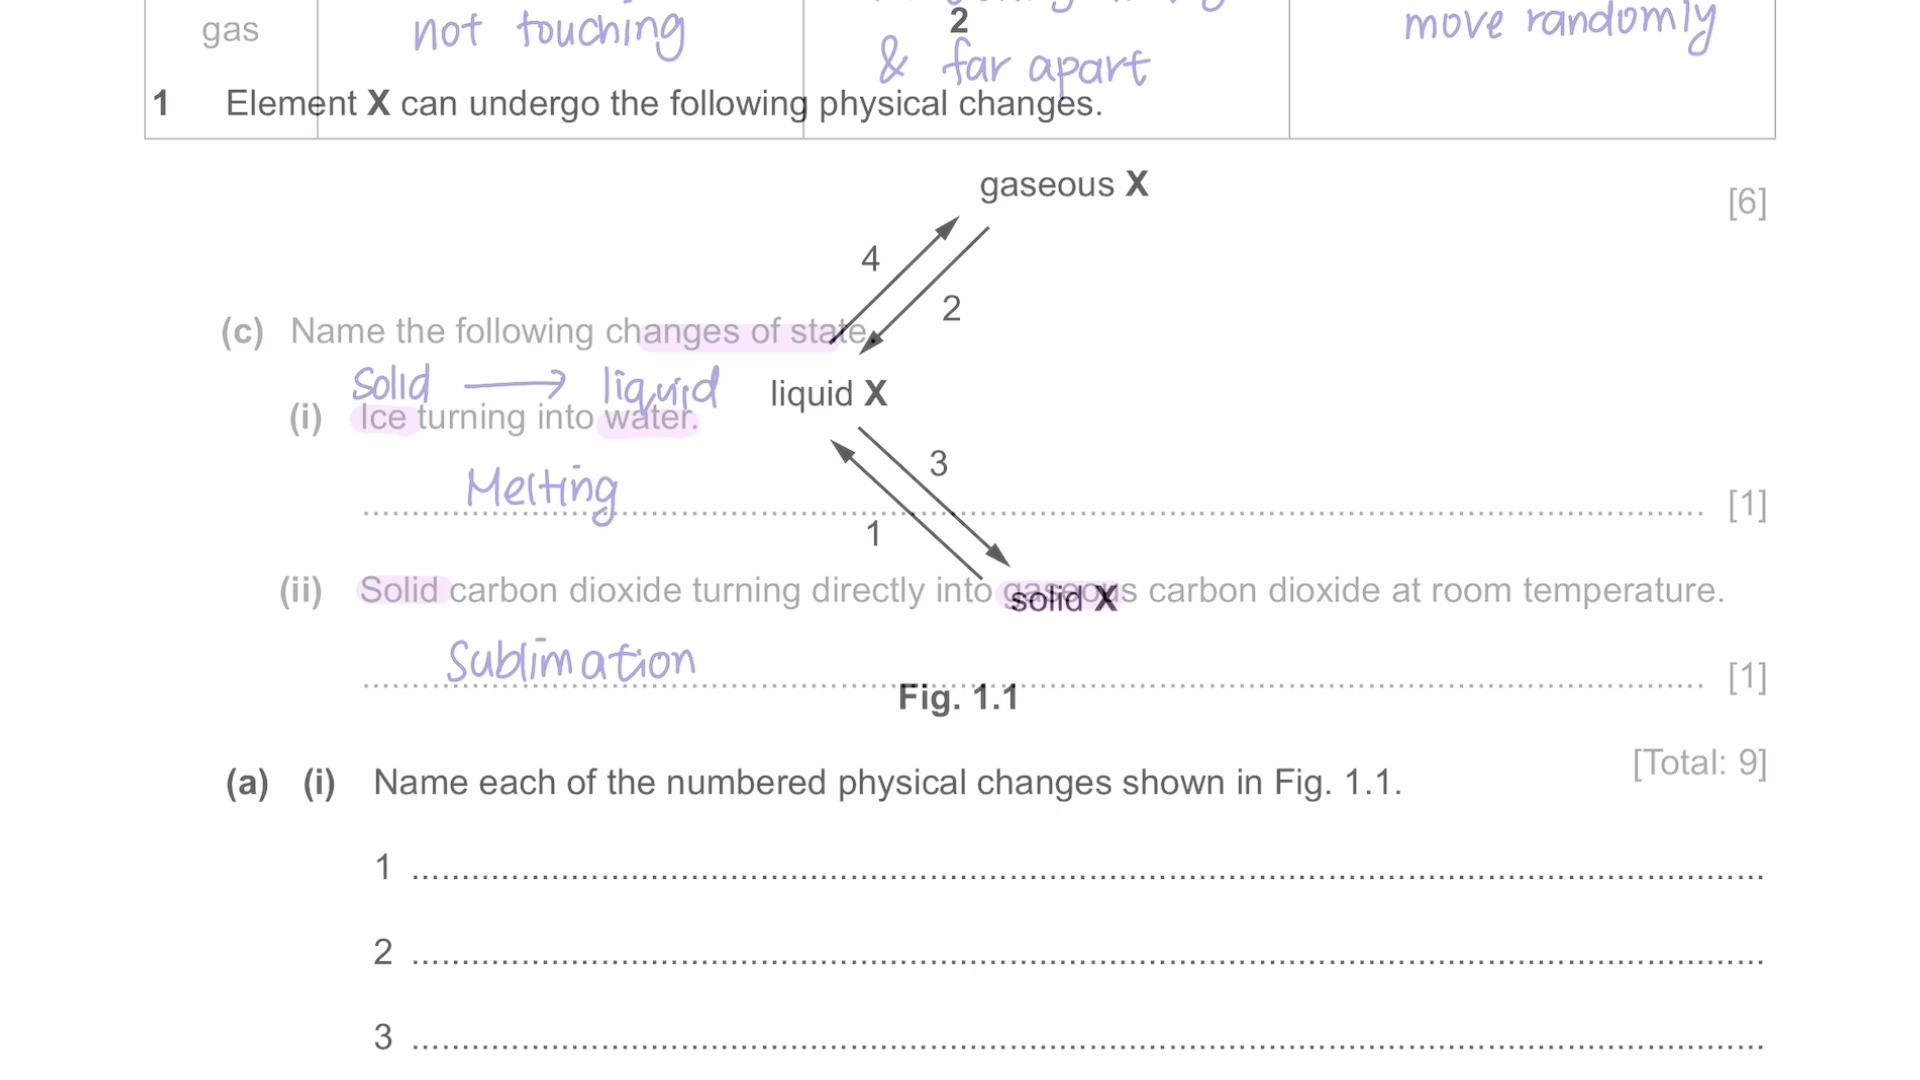 gas
not touching
2
& far apart
move randomly
1 Element X can undergo the following physical changes.
gaseous X
[6]
4
2
(c) Name the following changes of state.
Solid → liquid
liquid X
(i) Ice turning into water.
3
Melting
[1]
1
(ii) Solid carbon dioxide turning directly into gaseous carbon dioxide at room temperature.
solid X
Sublimation
[1]
Fig. 1.1
[Total: 9]
(a) (i) Name each of the numbered physical changes shown in Fig. 1.1.
1
2
3